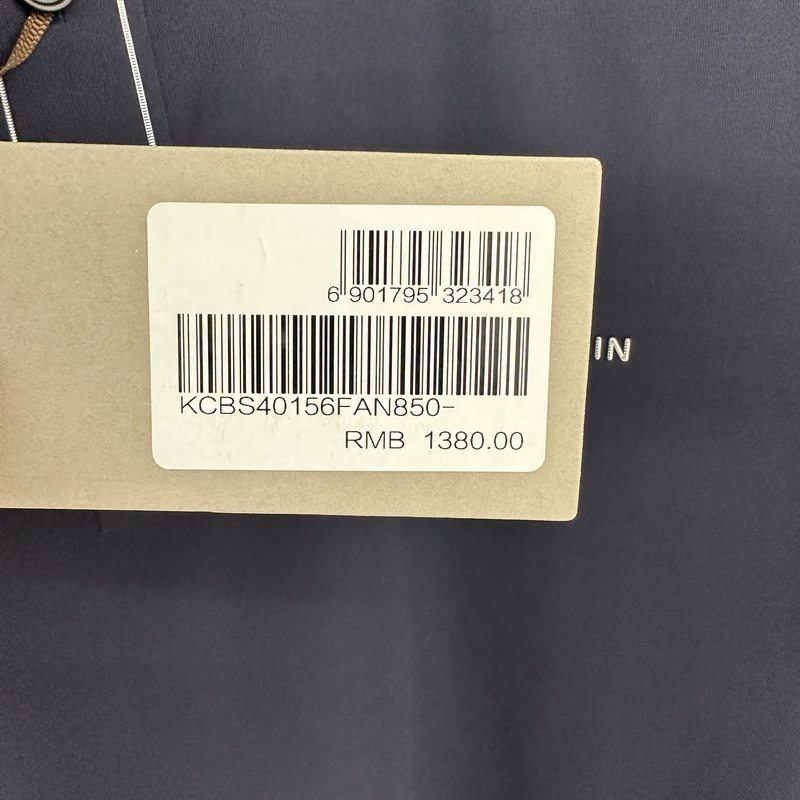 6 901795 323418
KCBS40156FAN850-
RMB 1380.00
IN